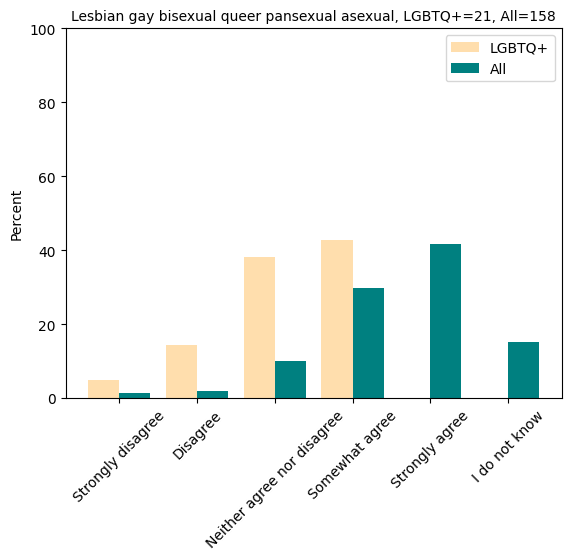 Lesbian gay bisexual queer pansexual asexual, LGBTQ+=21, All=158
100
80
60
40
20
0
Percent
LGBTQ+
All
Strongly disagree
Disagree
Neither agree nor disagree
Somewhat agree
Strongly agree
I do not know